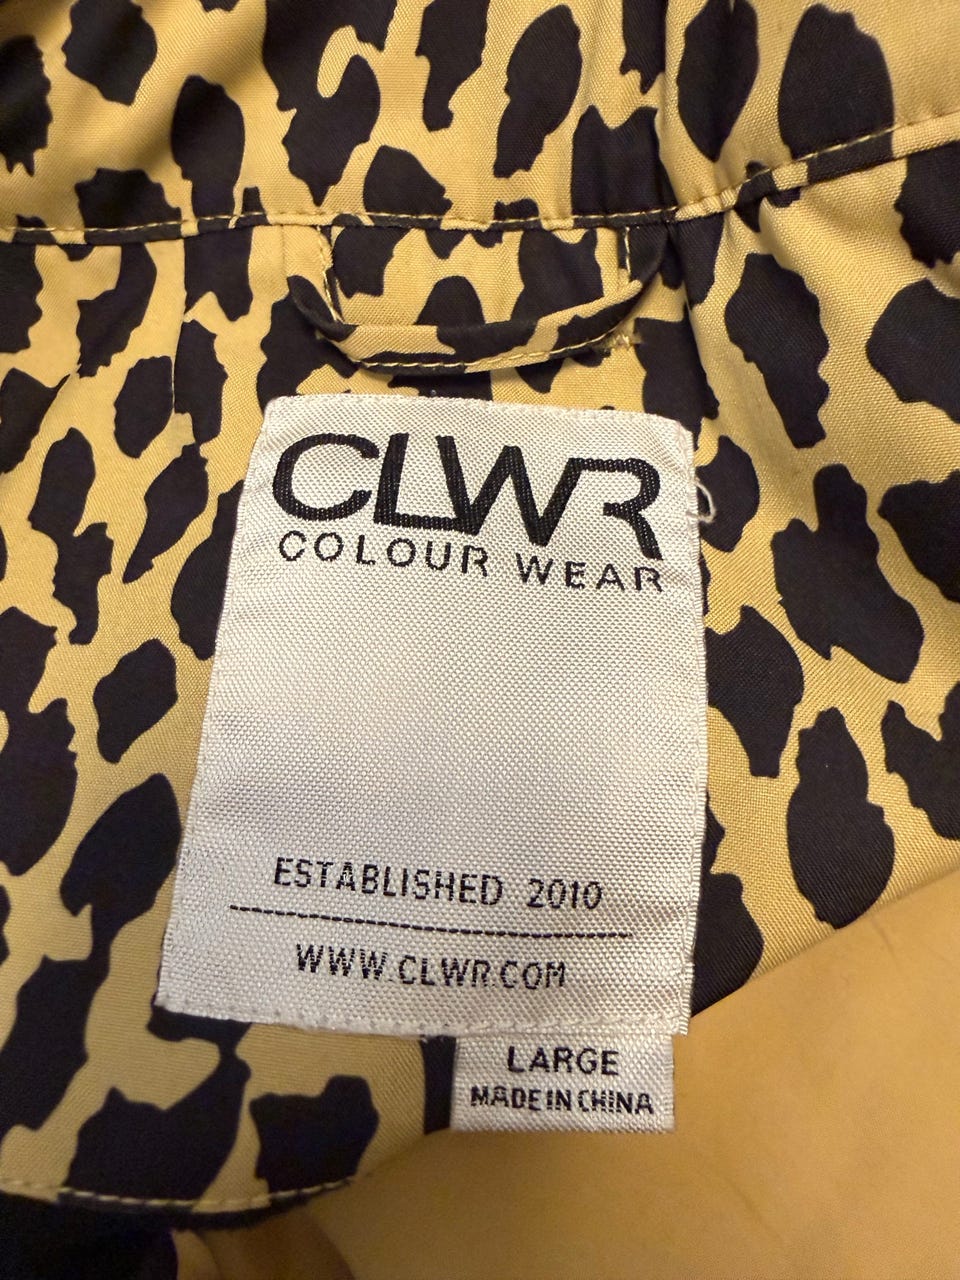 CLWR
COLOUR WEAR
ESTABLISHED 2010
WWW.CLWR.COM
LARGE
MADE IN CHINA